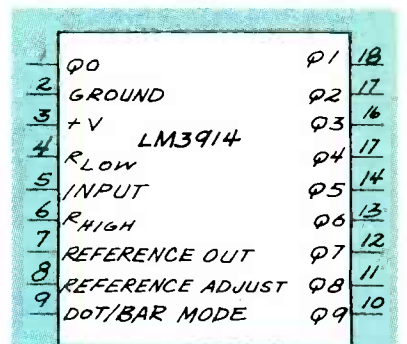 1 Q0 Q1 18
2 GROUND Q2 17
3 +V Q3 16
LM3914
4 RLOW Q4 17
5 INPUT Q5 14
6 RHIGH Q6 13
7 REFERENCE OUT Q7 12
8 REFERENCE ADJUST Q8 11
9 DOT/BAR MODE Q9 10